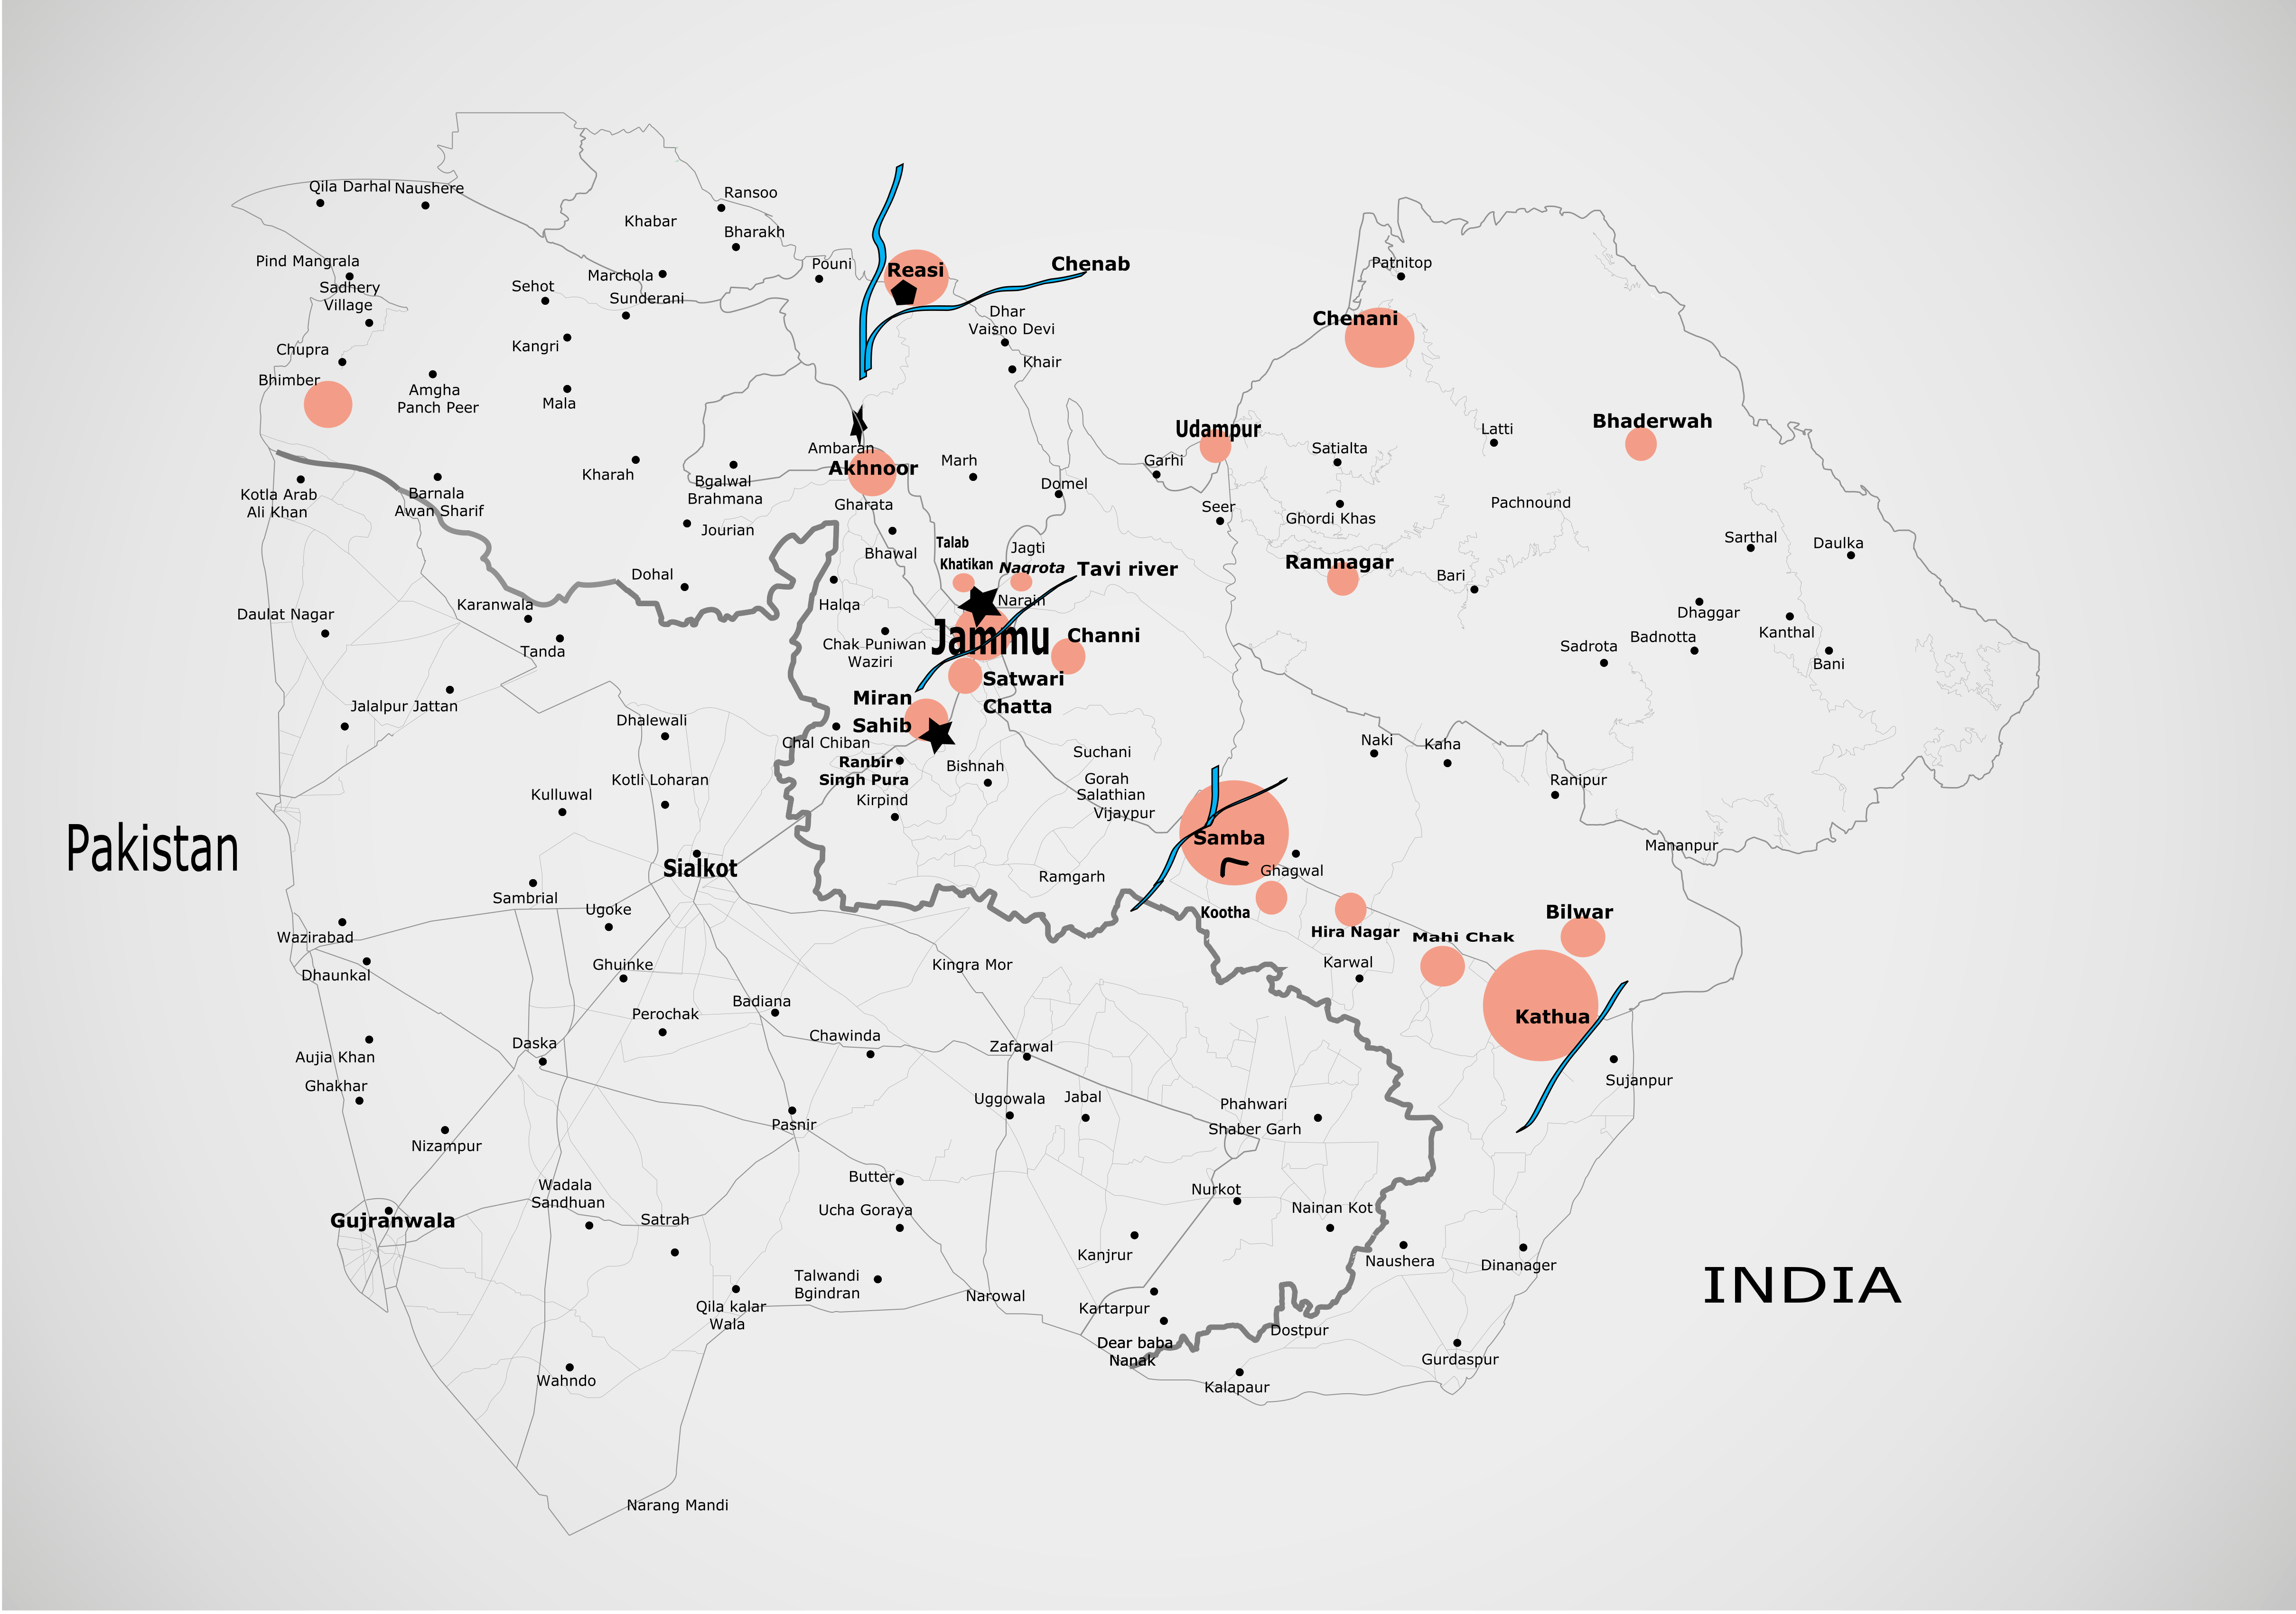 Qila Darhal
Naushere
Ransoo
Khabar
Bharakh
Pind Mangrala
Sadhery
Village
Sehot
Marchola
Sunderani
Pouni
Reasi
Chenab
Dhar
Vaisno Devi
Khair
Patnitop
Chenani
Chupra
Bhimber
Amgha
Panch Peer
Kangri
Mala
Udampur
Bhaderwah
Latti
Satialta
Garhi
Ambaran
Akhnoor
Gharata
Marh
Domel
Seer
Ghordi Khas
Pachnound
Kotla Arab
Ali Khan
Barnala
Awan Sharif
Kharah
Bgalwal
Brahmana
Jourian
Bhawal
Talab
Khatikan
Jagti
Nagrota
Tavi river
Narain
Ramnagar
Bari
Sarthal
Daulka
Dohal
Halqa
Karanwala
Daulat Nagar
Tanda
Chak Puniwan
Waziri
Jammu
Channi
Dhaggar
Badnotta
Kanthal
Sadrota
Bani
Satwari
Chatta
Miran
Sahib
Jalalpur Jattan
Dhalewali
Chal Chiban
Ranbir
Singh Pura
Kirpind
Bishnah
Suchani
Gorah
Salathian
Vijaypur
Naki
Kaha
Ranipur
Kotli Loharan
Kulluwal
Pakistan
Samba
Mananpur
Sialkot
Ghagwal
Ramgarh
Sambrial
Ugoke
Kootha
Hira Nagar
Mahi Chak
Bilwar
Wazirabad
Dhaunkal
Ghuinke
Kingra Mor
Karwal
Badiana
Perochak
Kathua
Chawinda
Zafarwal
Daska
Aujia Khan
Ghakhar
Sujanpur
Uggowala
Jabal
Phahwari
Shaber Garh
Pasnir
Nizampur
Butter
Wadala
Sandhuan
Nurkot
Ucha Goraya
Nainan Kot
Gujranwala
Satrah
Kanjrur
Naushera
Dinanager
INDIA
Talwandi
Bgindran
Narowal
Qila kalar
Wala
Kartarpur
Dear baba
Nanak
Dostpur
Gurdaspur
Kalapaur
Wahndo
Narang Mandi